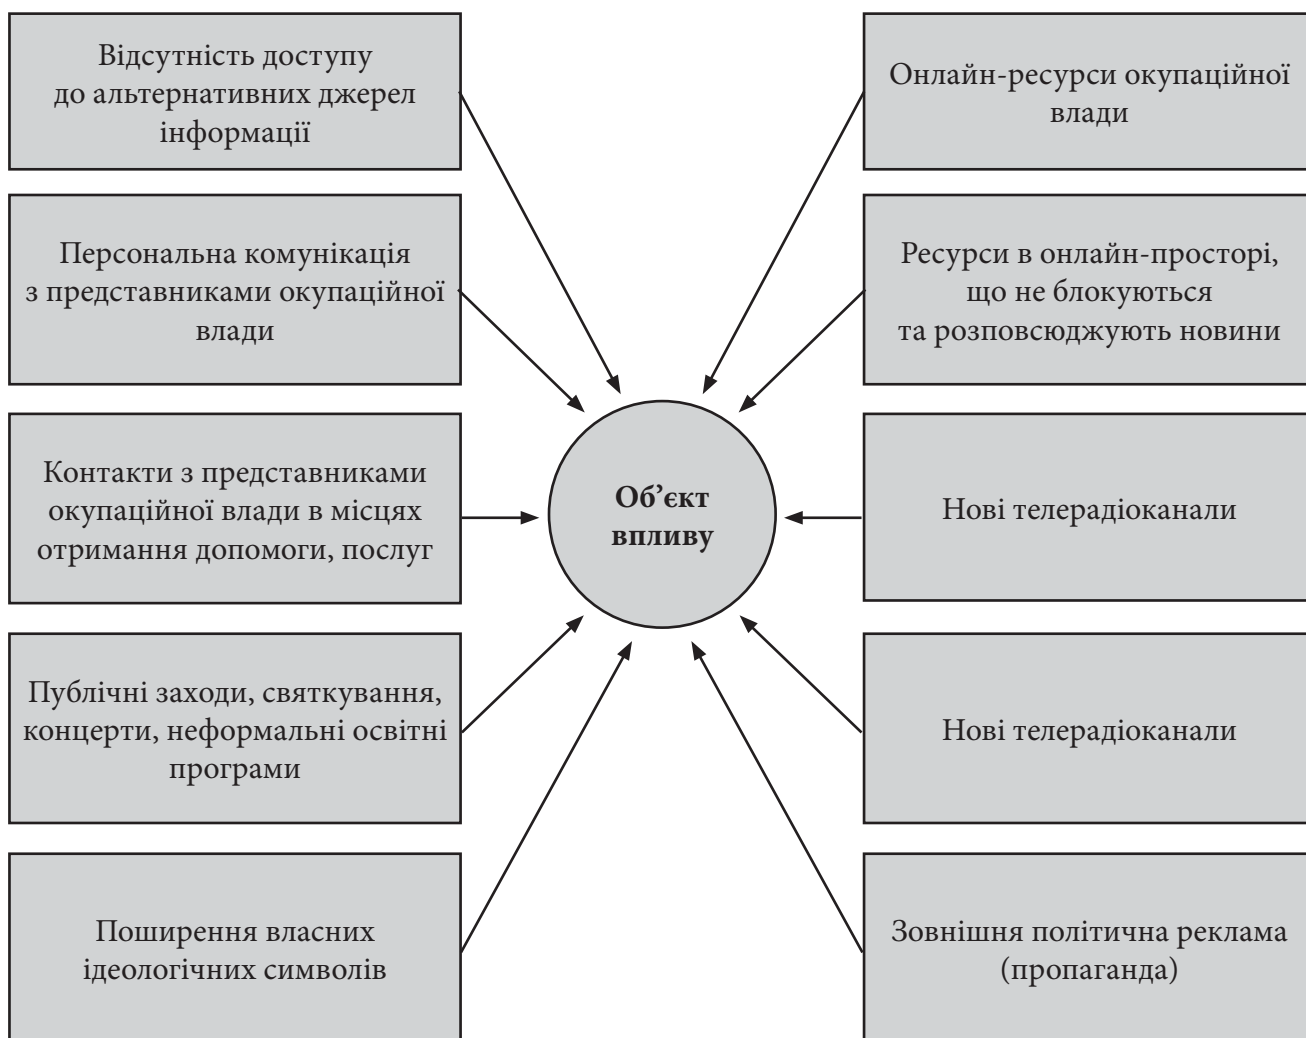 Відсутність доступу
до альтернативних джерел
інформації
Персональна комунікація
з представниками окупаційної
влади
Контакти з представниками
окупаційної влади в місцях
отримання допомоги, послуг
Публічні заходи, святкування,
концерти, неформальні освітні
програми
Поширення власних
ідеологічних символів
Об’єкт
впливу
Онлайн-ресурси окупаційної
влади
Ресурси в онлайн-просторі,
що не блокуються
та розповсюджують новини
Нові телерадіоканали
Нові телерадіоканали
Зовнішня політична реклама
(пропаганда)